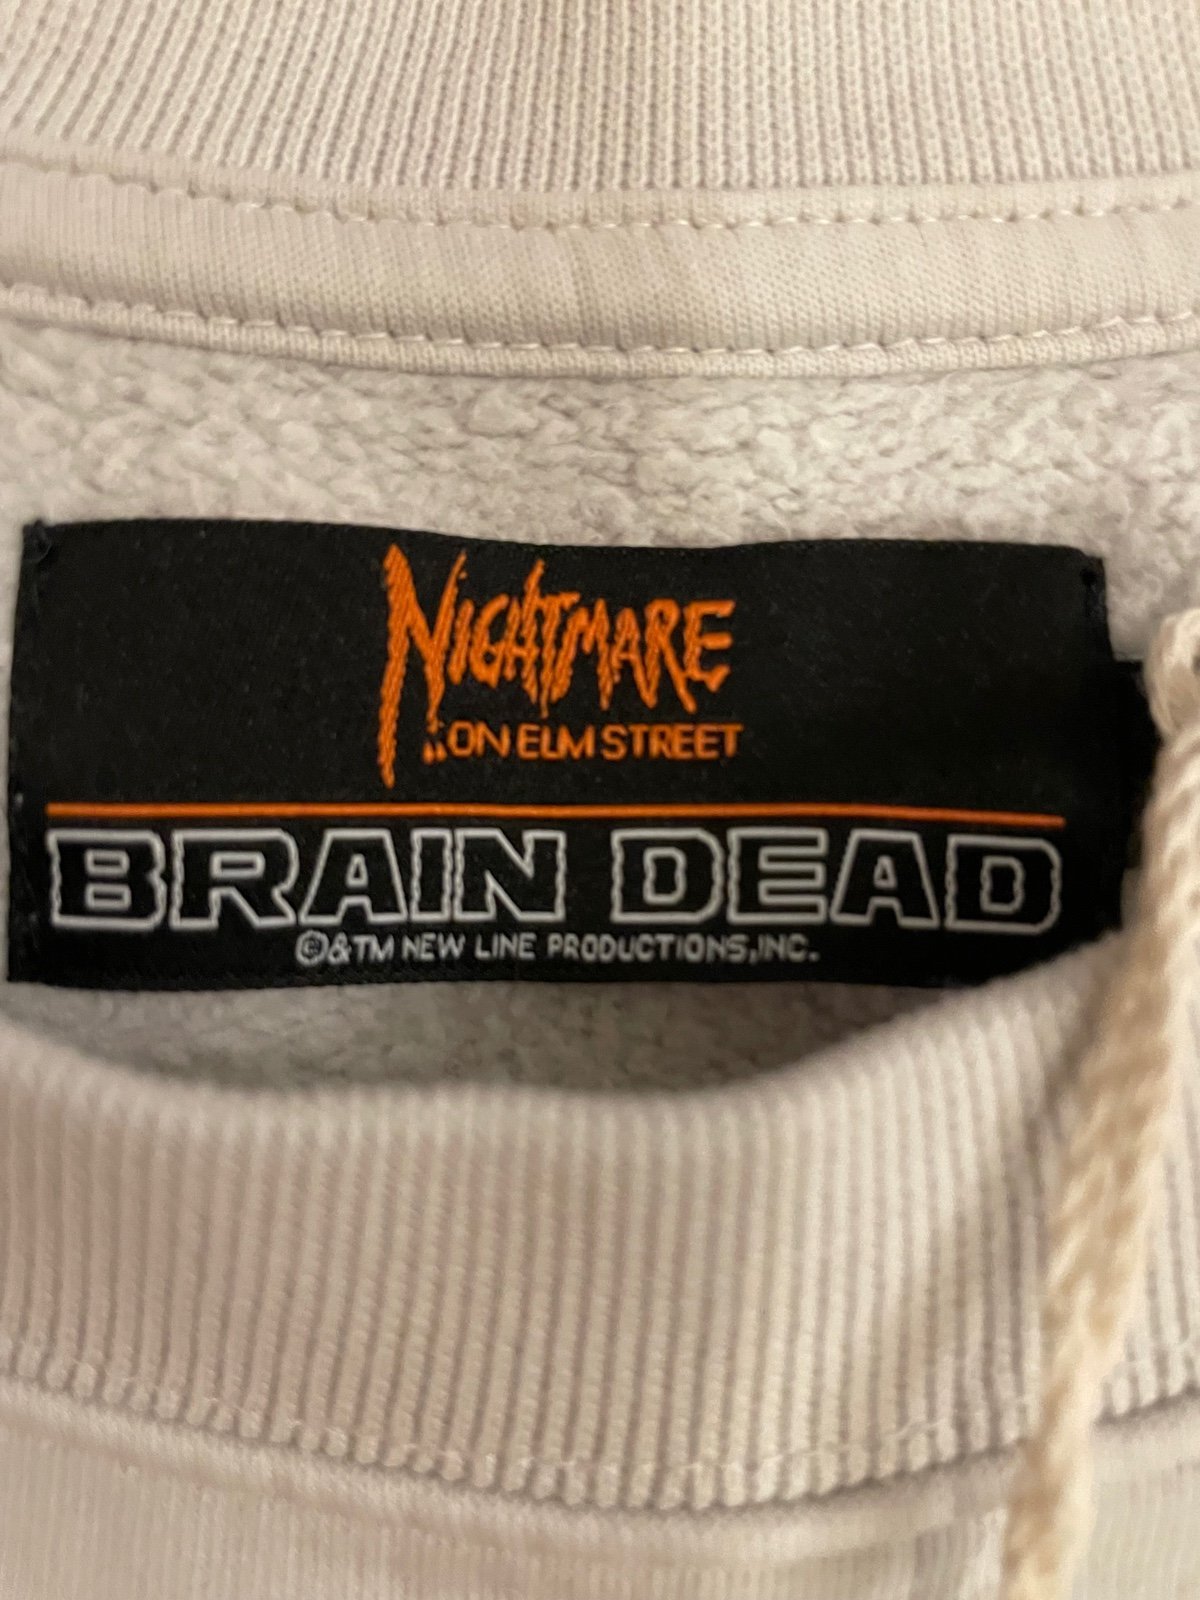 NIGHTMARE
ON ELM STREET
BRAIN DEAD
©&TM NEW LINE PRODUCTIONS,INC.